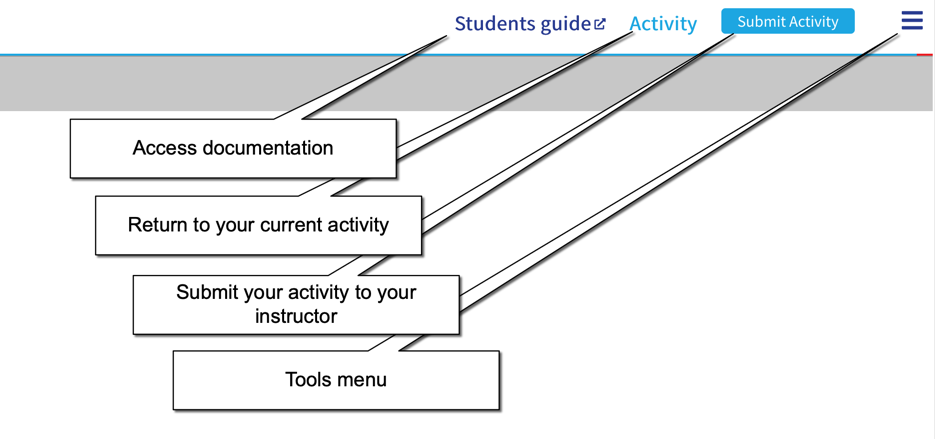 Students guide Activity Submit Activity
Access documentation
Return to your current activity
Submit your activity to your
instructor
Tools menu